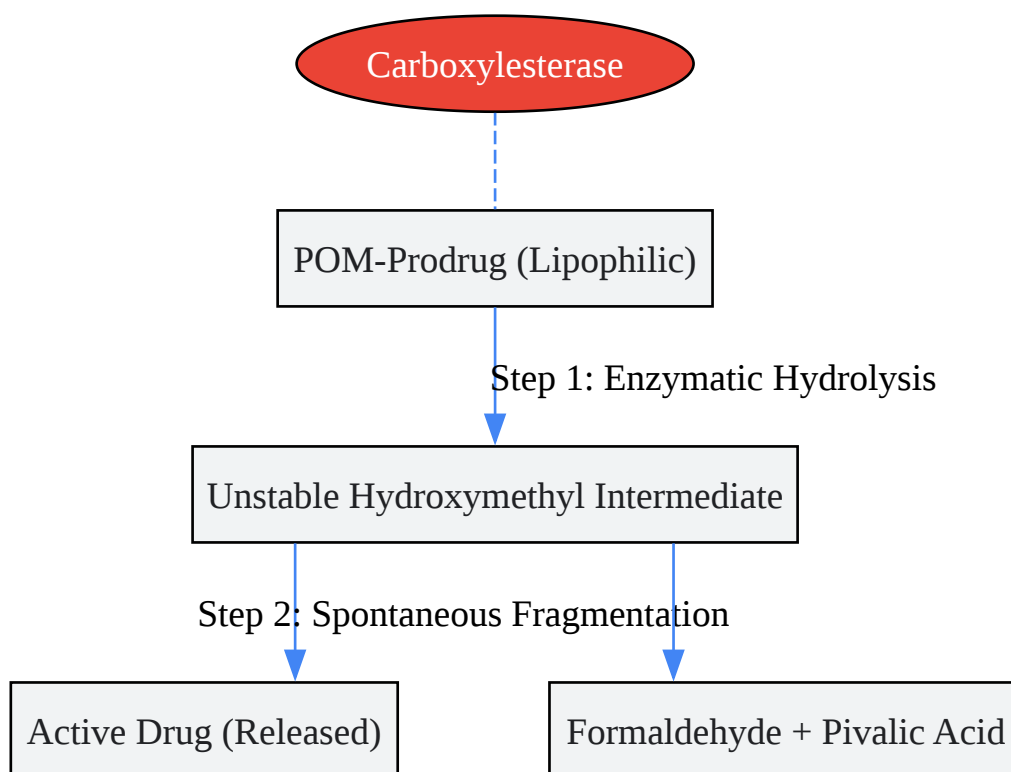 Carboxylesterase
POM-Prodrug (Lipophilic)
Step 1: Enzymatic Hydrolysis
Unstable Hydroxymethyl Intermediate
Step 2: Spontaneous Fragmentation
Active Drug (Released)
Formaldehyde + Pivalic Acid